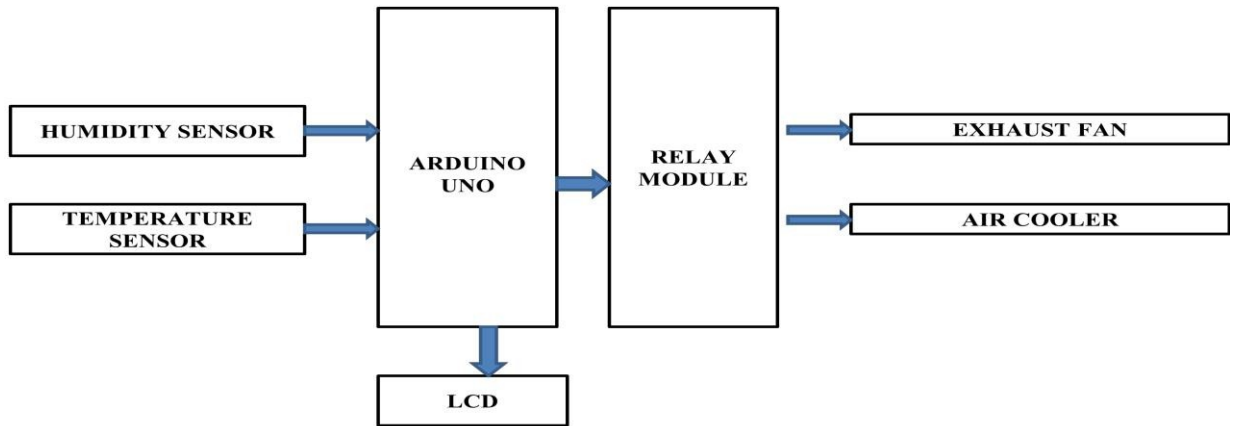 HUMIDITY SENSOR
TEMPERATURE
SENSOR
ARDUINO
UNO
LCD
RELAY
MODULE
EXHAUST FAN
AIR COOLER